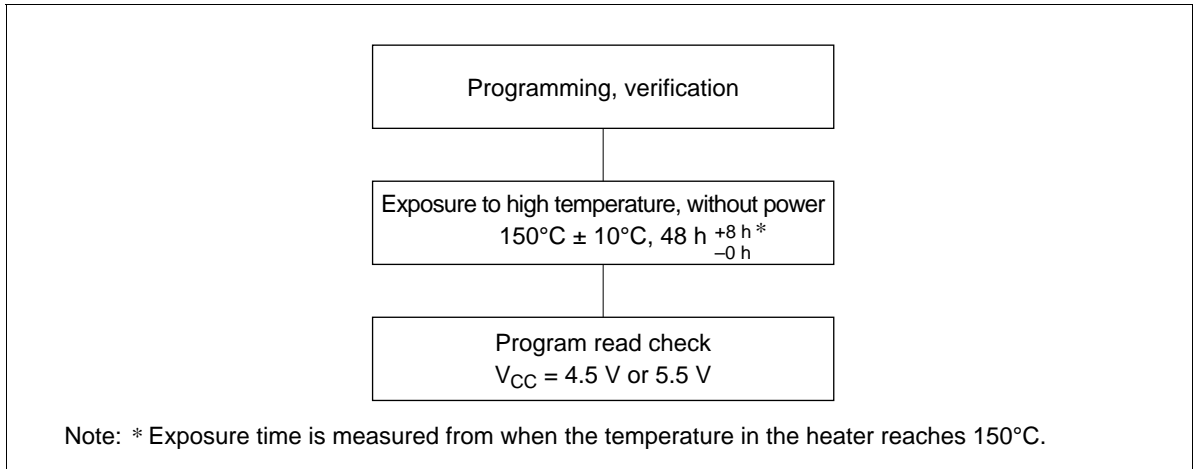 Programming, verification
Exposure to high temperature, without power
150°C ± 10°C, 48 h +8 h *
–0 h
Program read check
VCC = 4.5 V or 5.5 V
Note: * Exposure time is measured from when the temperature in the heater reaches 150°C.